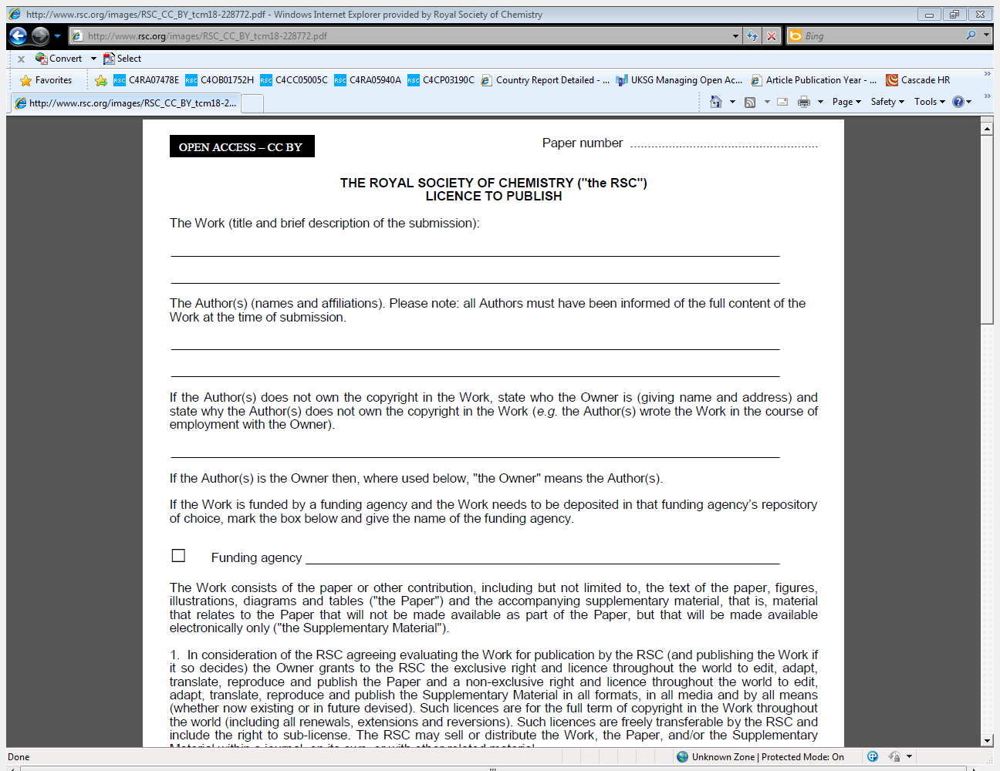 http://www.rsc.org/images/RSC_CC_BY_tcm18-228772.pdf - Windows Internet Explorer provided by Royal Society of Chemistry
http://www.rsc.org/images/RSC_CC_BY_tcm18-228772.pdf
Bing
x Convert Select
Favorites C4RA07478E C4OB01752H C4CC05005C C4RA05940A C4CP03190C Country Report Detailed - ... UKSG Managing Open Ac... Article Publication Year - ... Cascade HR
http://www.rsc.org/images/RSC_CC_BY_tcm18-2... Page Safety Tools
OPEN ACCESS – CC BY
Paper number ......................................................
THE ROYAL SOCIETY OF CHEMISTRY ("the RSC")
LICENCE TO PUBLISH
The Work (title and brief description of the submission):
The Author(s) (names and affiliations). Please note: all Authors must have been informed of the full content of the
Work at the time of submission.
If the Author(s) does not own the copyright in the Work, state who the Owner is (giving name and address) and
state why the Author(s) does not own the copyright in the Work (e.g. the Author(s) wrote the Work in the course of
employment with the Owner).
If the Author(s) is the Owner then, where used below, "the Owner" means the Author(s).
If the Work is funded by a funding agency and the Work needs to be deposited in that funding agency's repository
of choice, mark the box below and give the name of the funding agency.
Funding agency
The Work consists of the paper or other contribution, including but not limited to, the text of the paper, figures,
illustrations, diagrams and tables ("the Paper") and the accompanying supplementary material, that is, material
that relates to the Paper that will not be made available as part of the Paper, but that will be made available
electronically only ("the Supplementary Material").
1. In consideration of the RSC agreeing evaluating the Work for publication by the RSC (and publishing the Work if
it so decides) the Owner grants to the RSC the exclusive right and licence throughout the world to edit, adapt,
translate, reproduce and publish the Paper and a non-exclusive right and licence throughout the world to edit,
adapt, translate, reproduce and publish the Supplementary Material in all formats, in all media and by all means
(whether now existing or in future devised). Such licences are for the full term of copyright in the Work throughout
the world (including all renewals, extensions and reversions). Such licences are freely transferable by the RSC and
include the right to sub-license. The RSC may sell or distribute the Work, the Paper, and/or the Supplementary
Material within a journal, on its own, or with other related material.
Done
Unknown Zone | Protected Mode: On